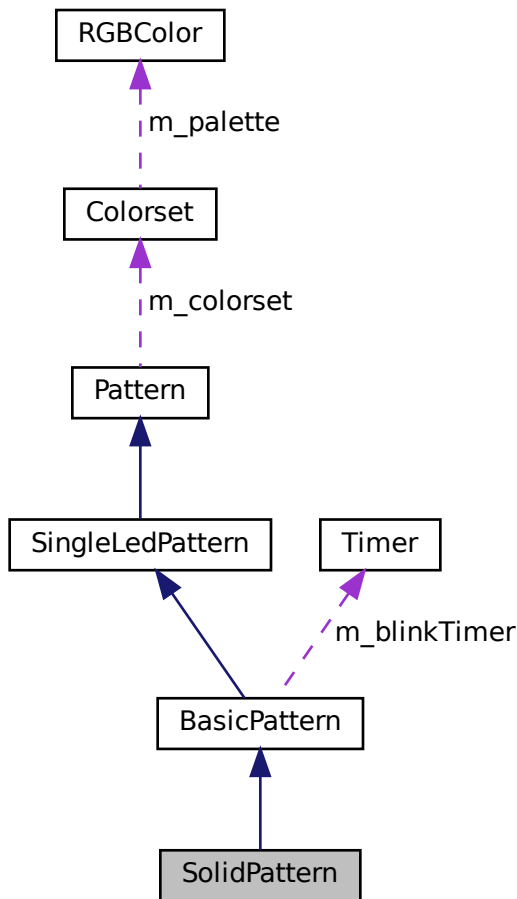 RGBColor
m_palette
Colorset
m_colorset
Pattern
SingleLedPattern
Timer
m_blinkTimer
BasicPattern
SolidPattern